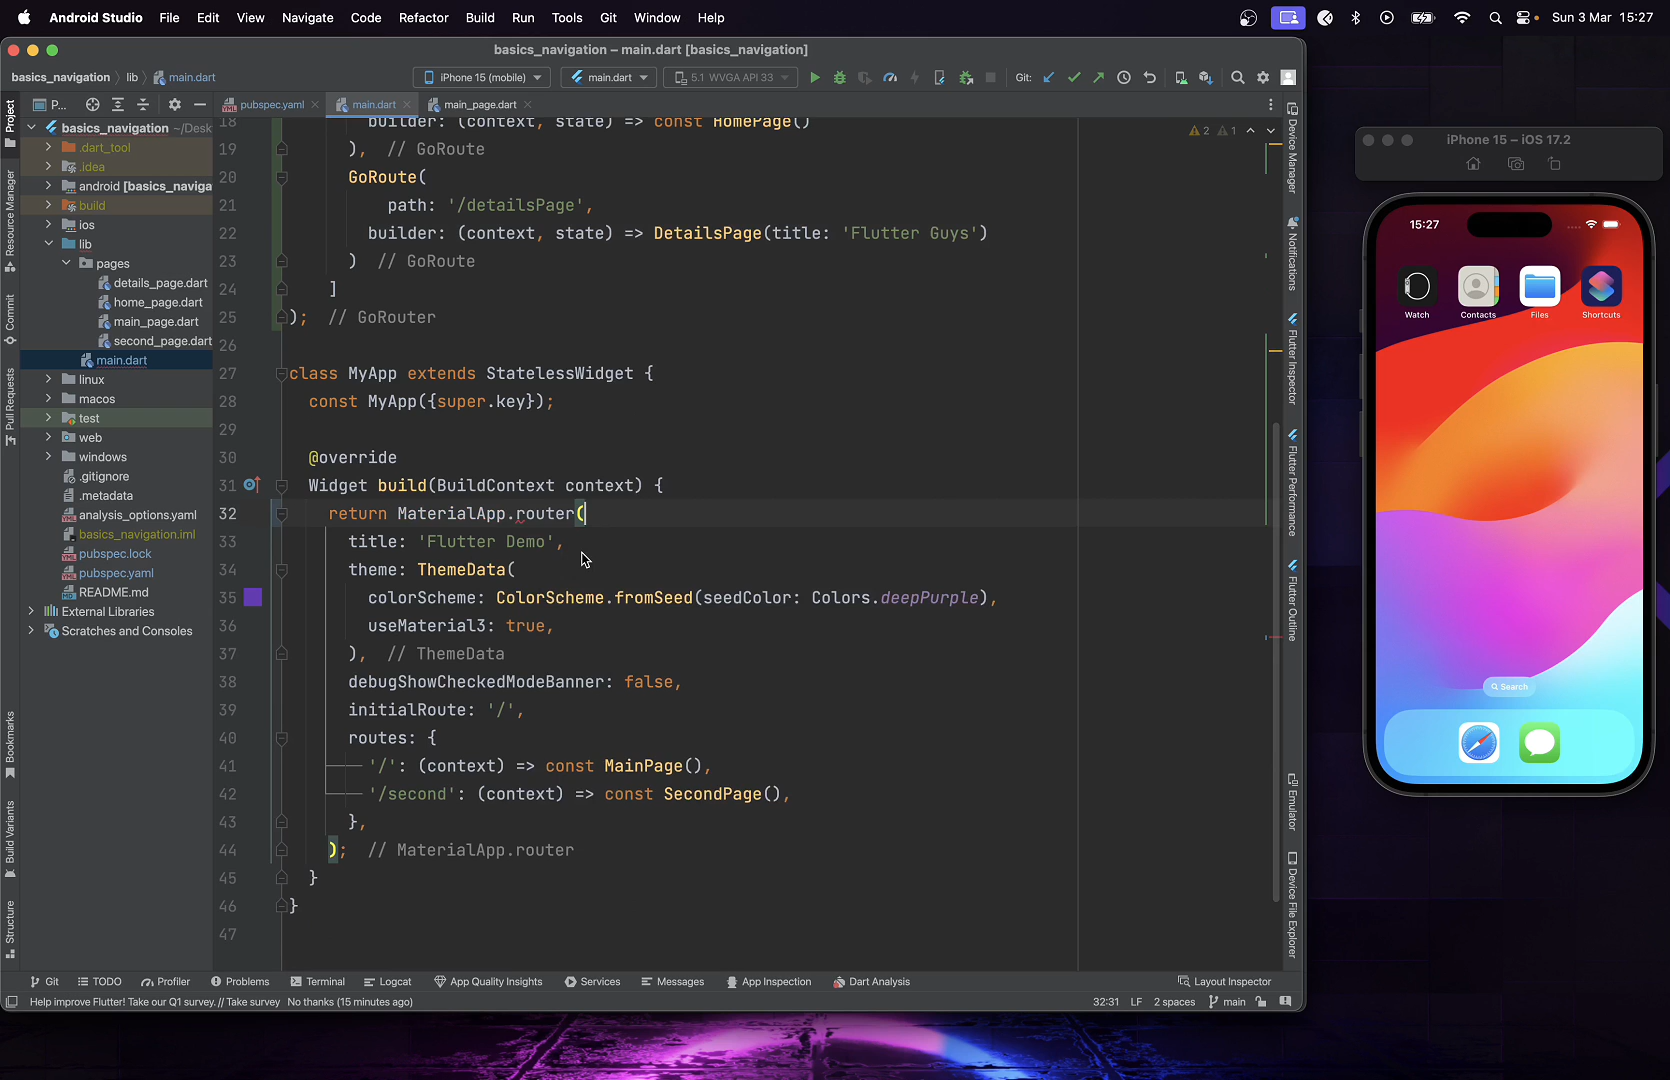 Android Studio File Edit View Navigate Code Refactor Build Run Tools Git Window Help
Sun 3 Mar 15:27
basics_navigation – main.dart [basics_navigation]
basics_navigation lib main.dart
iPhone 15 (mobile)
main.dart
5.1 WVGA API 33
Git:
P...
pubspec.yaml
main.dart
main_page.dart
Project
Resource Manager
Commit
Pull Requests
Bookmarks
Build Variants
Structure
basics_navigation ~/Desk
.dart_tool
.idea
android [basics_naviga
build
ios
lib
pages
details_page.dart
home_page.dart
main_page.dart
second_page.dart
main.dart
linux
macos
test
web
windows
.gitignore
.metadata
analysis_options.yaml
basics_navigation.iml
pubspec.lock
pubspec.yaml
README.md
External Libraries
Scratches and Consoles
2 1
18 builder: (context, state) => const HomePage()
19 ), // GoRoute
20 GoRoute(
21 path: '/detailsPage',
22 builder: (context, state) => DetailsPage(title: 'Flutter Guys')
23 ) // GoRoute
24 ]
25 ); // GoRouter
26
27 class MyApp extends StatelessWidget {
28 const MyApp({super.key});
29
30 @override
31 Widget build(BuildContext context) {
32 return MaterialApp.router(
33 title: 'Flutter Demo',
34 theme: ThemeData(
35 colorScheme: ColorScheme.fromSeed(seedColor: Colors.deepPurple),
36 useMaterial3: true,
37 ), // ThemeData
38 debugShowCheckedModeBanner: false,
39 initialRoute: '/',
40 routes: {
41 '/': (context) => const MainPage(),
42 '/second': (context) => const SecondPage(),
43 },
44 ); // MaterialApp.router
45 }
46 }
47
Device Manager
Notifications
Flutter Inspector
Flutter Performance
Flutter Outline
Emulator
Device File Explorer
Git TODO Profiler Problems Terminal Logcat App Quality Insights Services Messages App Inspection Dart Analysis Layout Inspector
Help improve Flutter! Take our Q1 survey. // Take survey No thanks (15 minutes ago)
32:31 LF 2 spaces main
iPhone 15 – iOS 17.2
15:27
Watch Contacts Files Shortcuts
Search